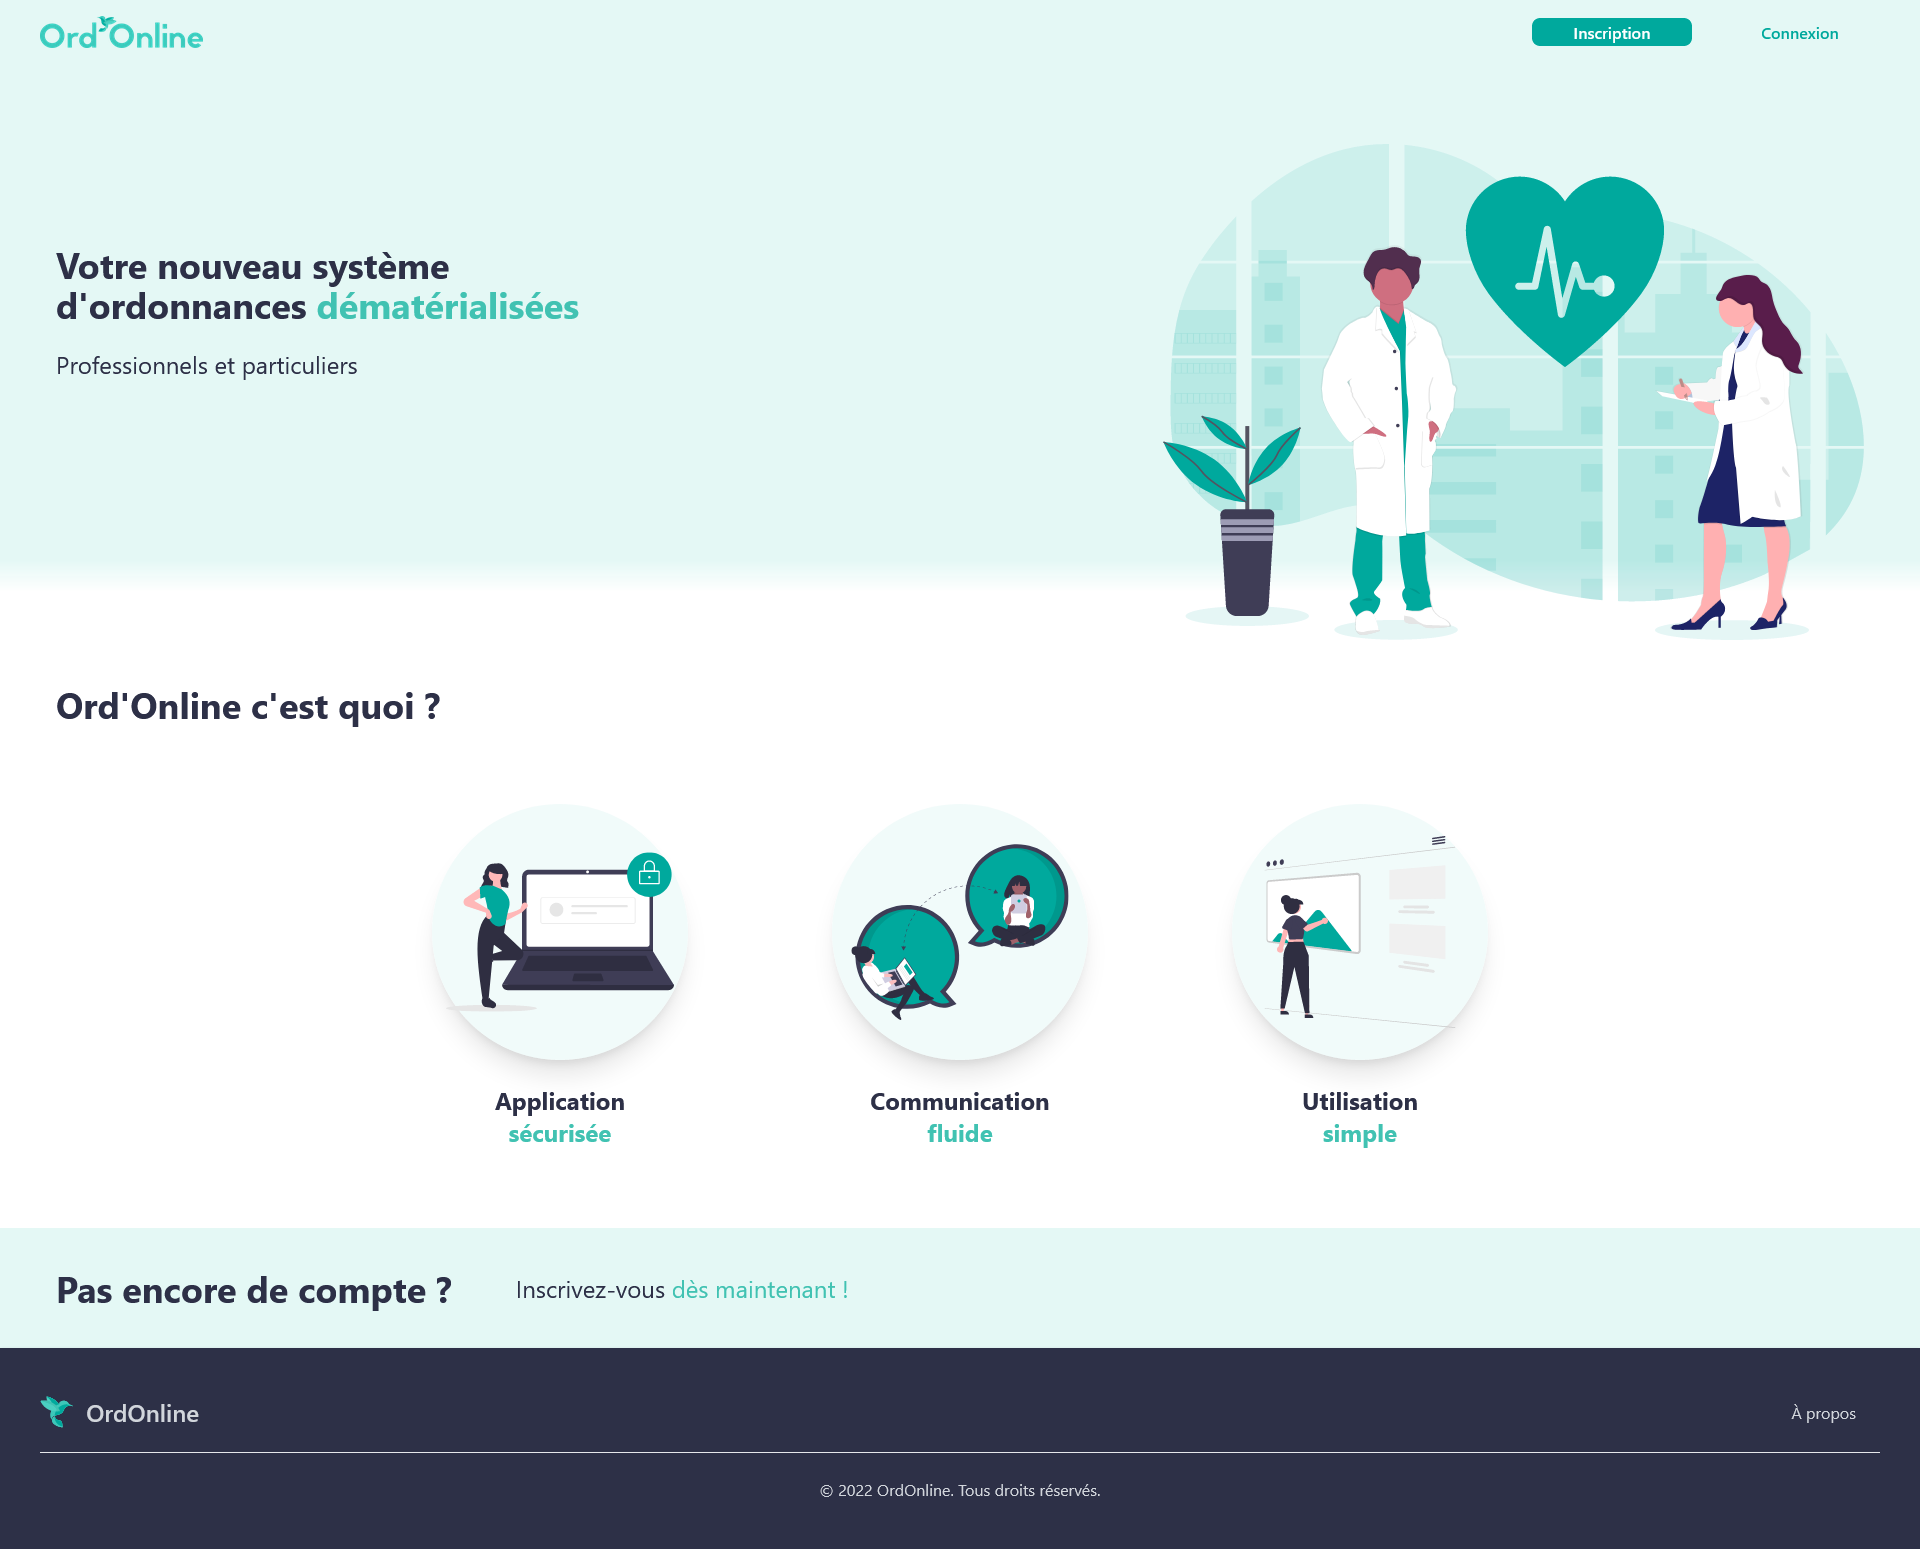 Ord'Online
Inscription
Connexion
Votre nouveau système
d'ordonnances dématérialisées
Professionnels et particuliers
Ord'Online c'est quoi ?
Application
sécurisée
Communication
fluide
Utilisation
simple
Pas encore de compte ?
Inscrivez-vous dès maintenant !
OrdOnline
À propos
© 2022 OrdOnline. Tous droits réservés.